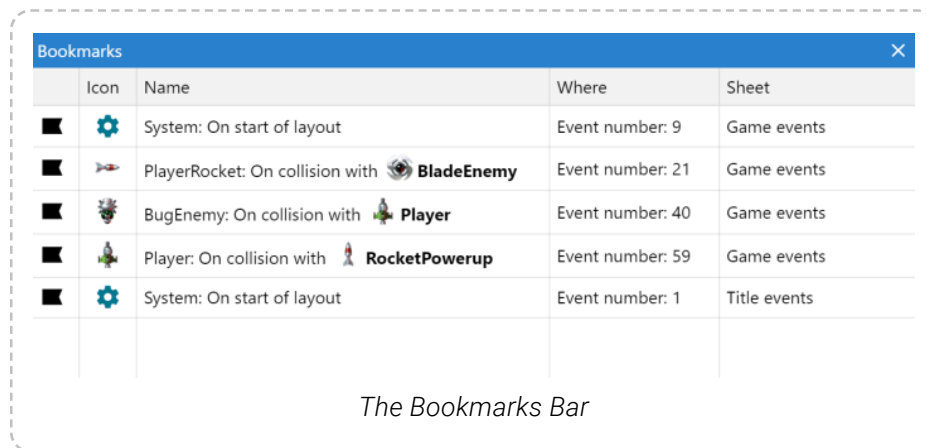 Bookmarks
Icon Name Where Sheet
System: On start of layout Event number: 9 Game events
PlayerRocket: On collision with BladeEnemy Event number: 21 Game events
BugEnemy: On collision with Player Event number: 40 Game events
Player: On collision with RocketPowerup Event number: 59 Game events
System: On start of layout Event number: 1 Title events
The Bookmarks Bar